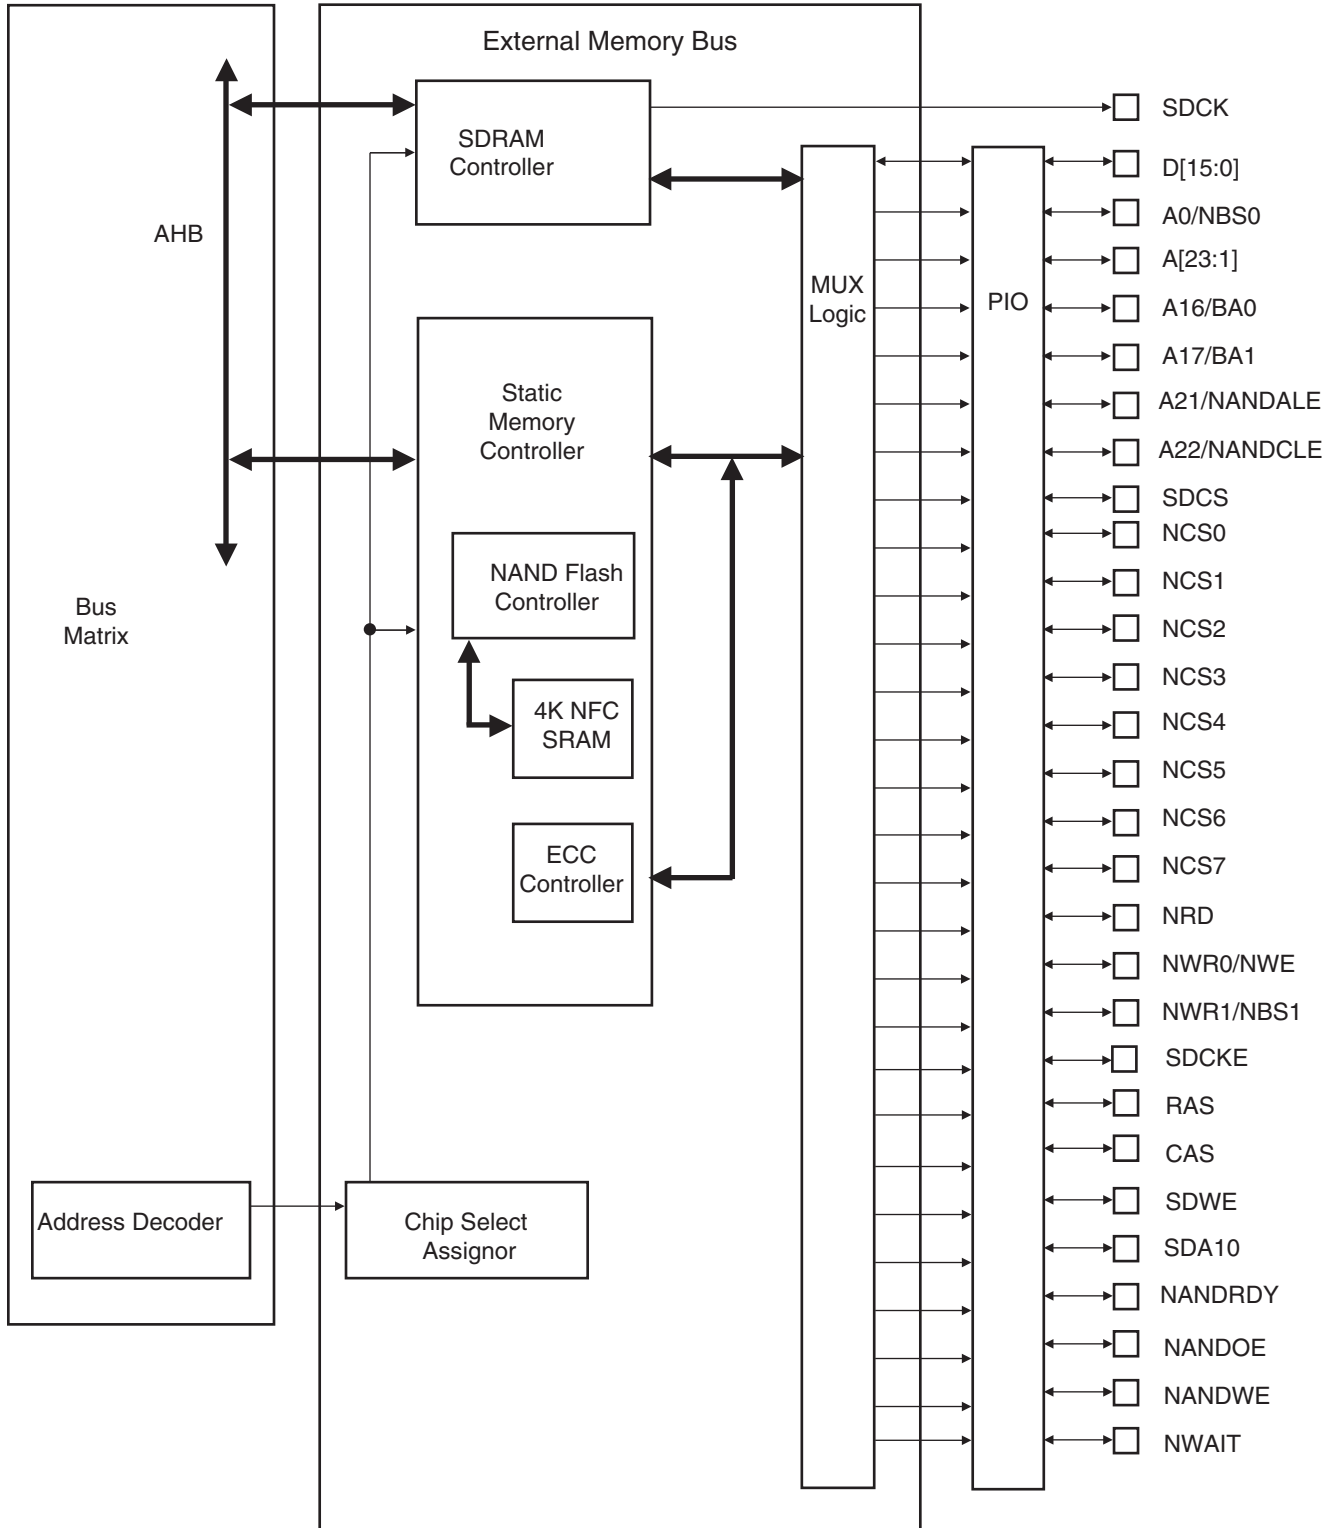 External Memory Bus
SDRAM
Controller
AHB
MUX
Logic
PIO
Static
Memory
Controller
NAND Flash
Controller
4K NFC
SRAM
ECC
Controller
Bus
Matrix
Address Decoder
Chip Select
Assignor
SDCK
D[15:0]
A0/NBS0
A[23:1]
A16/BA0
A17/BA1
A21/NANDALE
A22/NANDCLE
SDCS
NCS0
NCS1
NCS2
NCS3
NCS4
NCS5
NCS6
NCS7
NRD
NWR0/NWE
NWR1/NBS1
SDCKE
RAS
CAS
SDWE
SDA10
NANDRDY
NANDOE
NANDWE
NWAIT